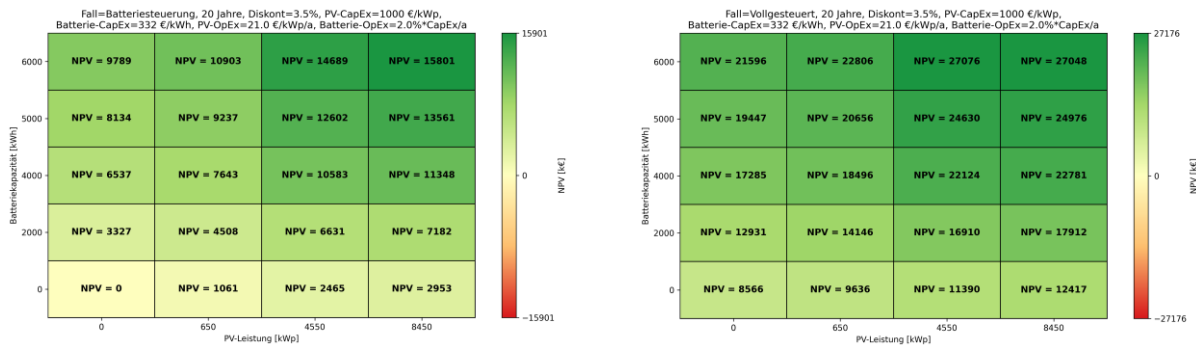 Fall=Batteriesteuerung, 20 Jahre, Diskont=3.5%, PV-CapEx=1000 €/kWp,
Batterie-CapEx=332 €/kWh, PV-OpEx=21.0 €/kWp/a, Batterie-OpEx=2.0%*CapEx/a
Batteriekapazität [kWh]
6000 NPV = 9789 NPV = 10903 NPV = 14689 NPV = 15801
5000 NPV = 8134 NPV = 9237 NPV = 12602 NPV = 13561
4000 NPV = 6537 NPV = 7643 NPV = 10583 NPV = 11348
2000 NPV = 3327 NPV = 4508 NPV = 6631 NPV = 7182
0 NPV = 0 NPV = 1061 NPV = 2465 NPV = 2953
0 650 4550 8450
PV-Leistung [kWp]
15901
0
−15901
NPV [k€]
Fall=Vollgesteuert, 20 Jahre, Diskont=3.5%, PV-CapEx=1000 €/kWp,
Batterie-CapEx=332 €/kWh, PV-OpEx=21.0 €/kWp/a, Batterie-OpEx=2.0%*CapEx/a
Batteriekapazität [kWh]
6000 NPV = 21596 NPV = 22806 NPV = 27076 NPV = 27048
5000 NPV = 19447 NPV = 20656 NPV = 24630 NPV = 24976
4000 NPV = 17285 NPV = 18496 NPV = 22124 NPV = 22781
2000 NPV = 12931 NPV = 14146 NPV = 16910 NPV = 17912
0 NPV = 8566 NPV = 9636 NPV = 11390 NPV = 12417
0 650 4550 8450
PV-Leistung [kWp]
27176
0
−27176
NPV [k€]